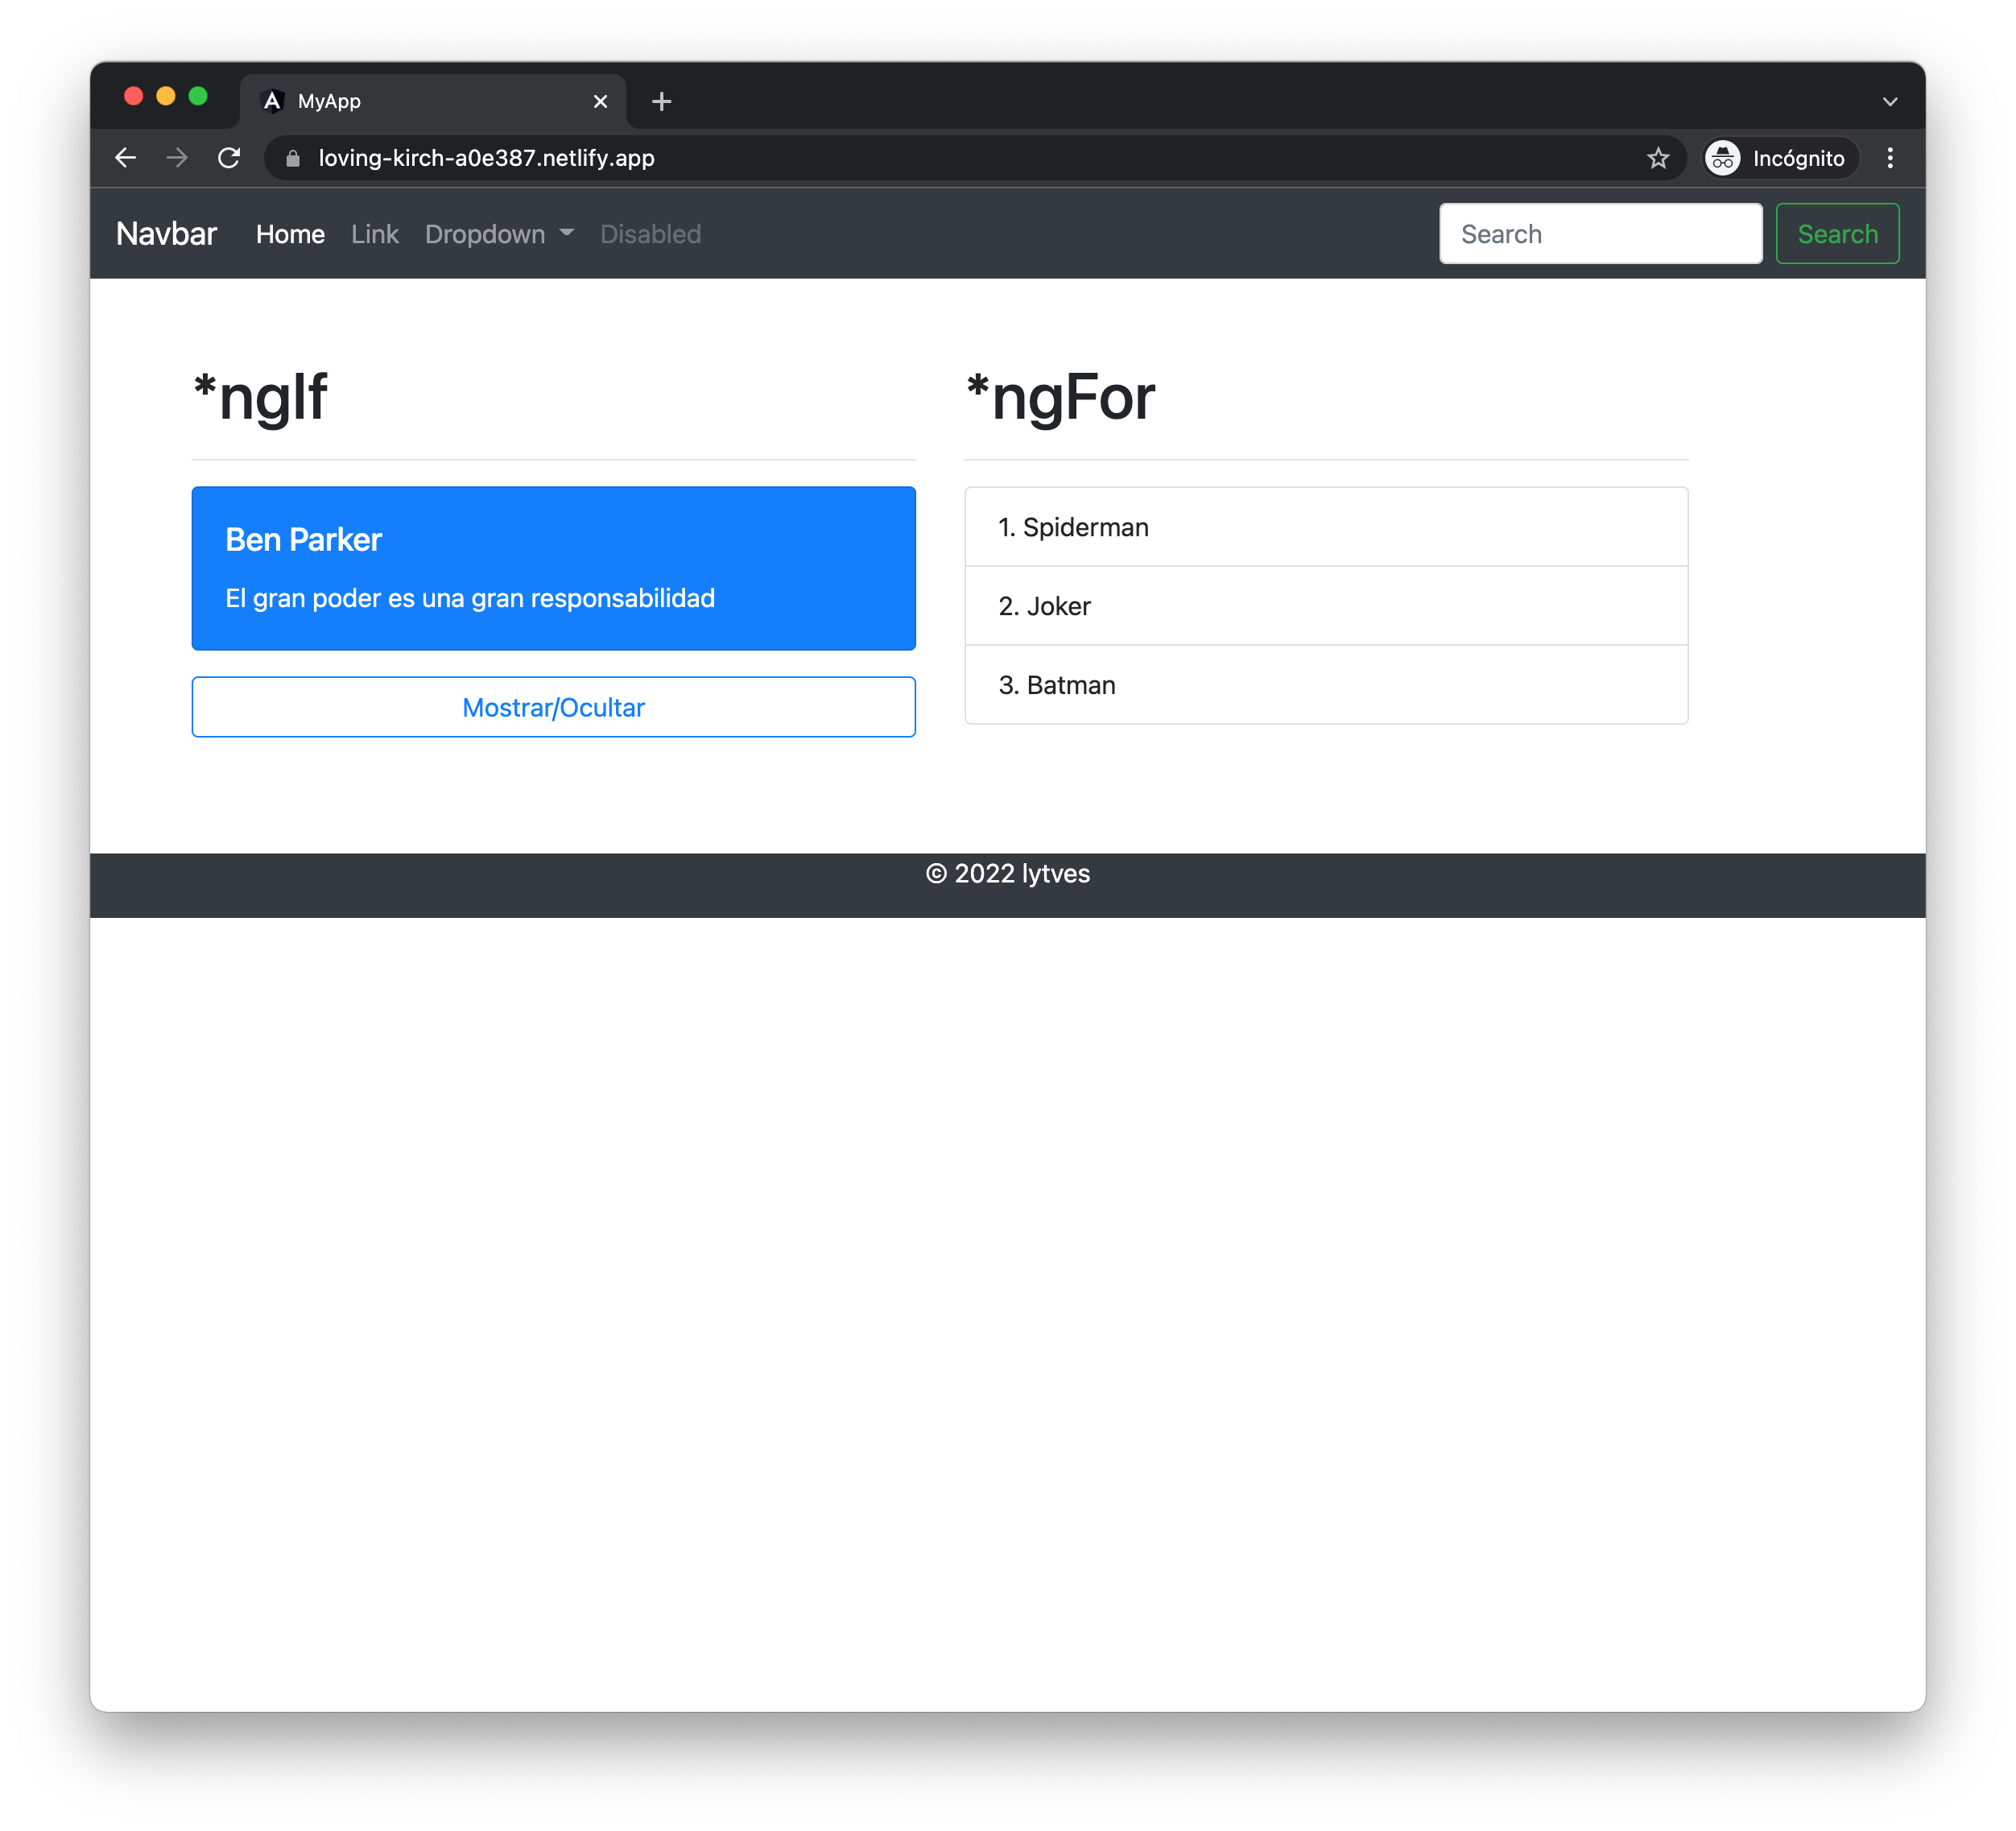 MyApp
loving-kirch-a0e387.netlify.app
Incógnito
Navbar Home Link Dropdown Disabled Search Search
*ngIf
Ben Parker
El gran poder es una gran responsabilidad
Mostrar/Ocultar
*ngFor
1. Spiderman
2. Joker
3. Batman
© 2022 lytves